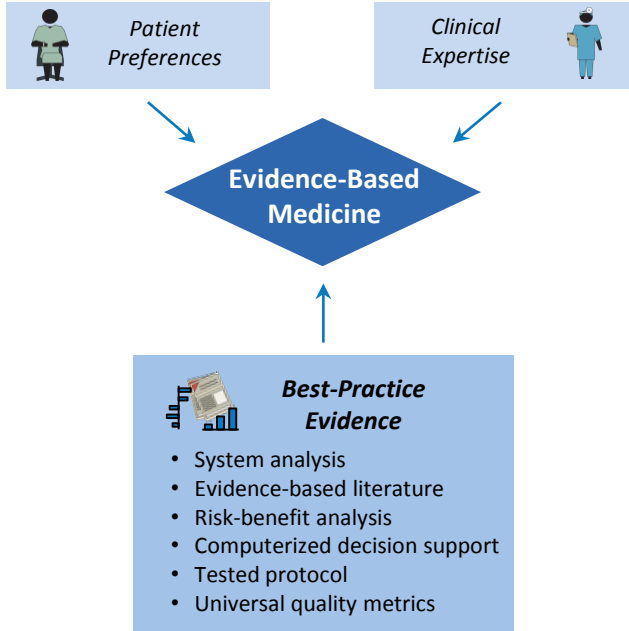 Patient
Preferences
Clinical
Expertise
Evidence-Based
Medicine
Best-Practice
Evidence
• System analysis
• Evidence-based literature
• Risk-benefit analysis
• Computerized decision support
• Tested protocol
• Universal quality metrics